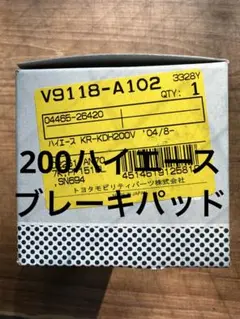 3328Y
V9118-A102 QTY: 1
04465-26420
ハイエース KR-KDH200V '04/8-
200ハイエース
ブレーキパッド
SN694
トヨタモビリティパーツ株式会社